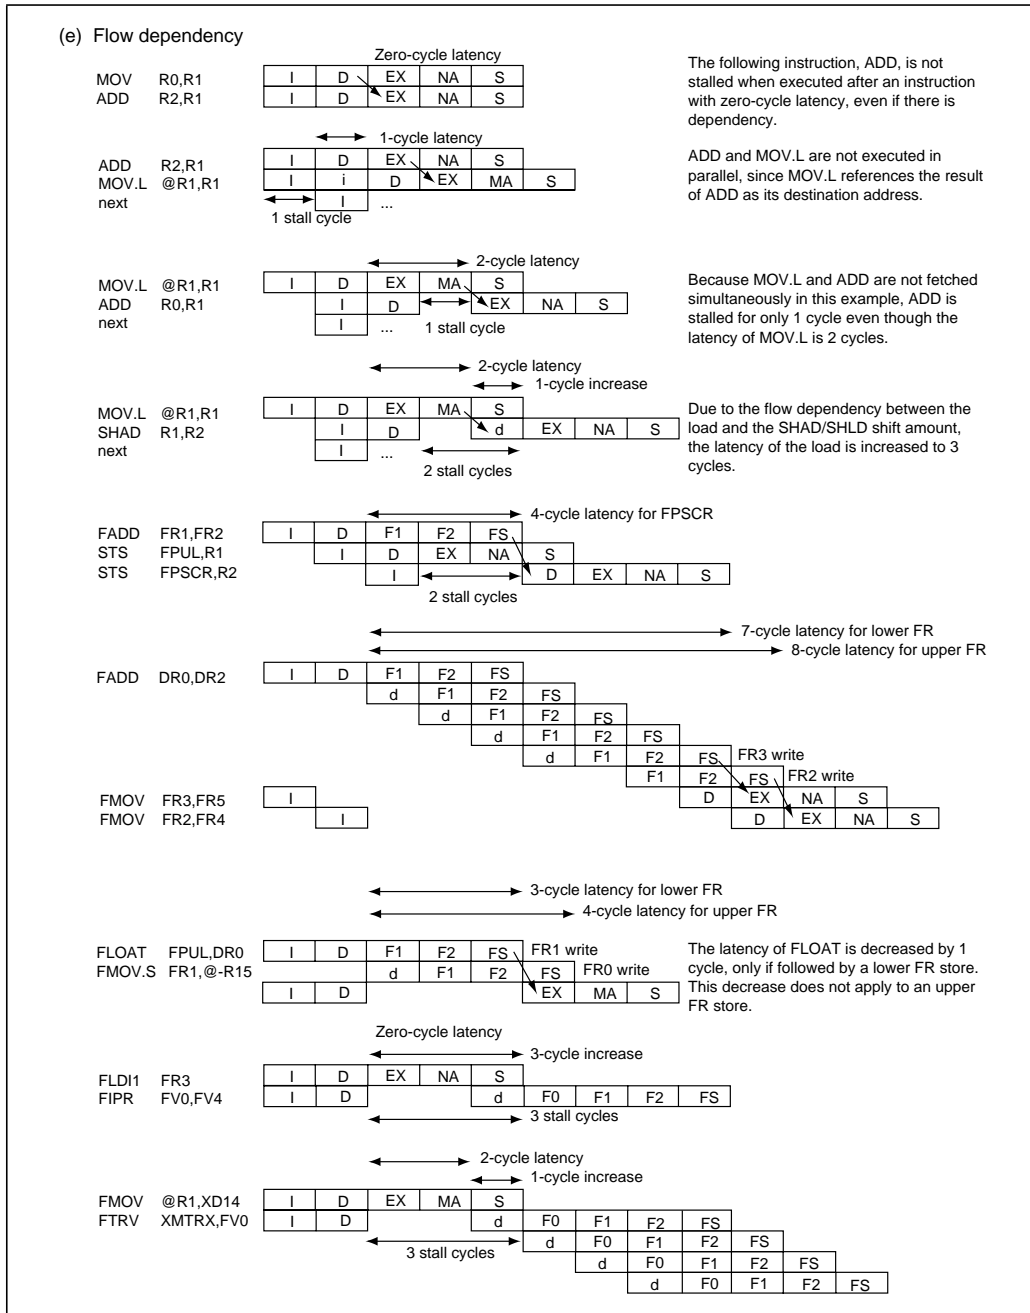 (e) Flow dependency
Zero-cycle latency
MOV R0,R1 I D EX NA S
ADD R2,R1 I D EX NA S
The following instruction, ADD, is not
stalled when executed after an instruction
with zero-cycle latency, even if there is
dependency.
1-cycle latency
ADD R2,R1 I D EX NA S
MOV.L @R1,R1 I i D EX MA S
next I ...
1 stall cycle
ADD and MOV.L are not executed in
parallel, since MOV.L references the result
of ADD as its destination address.
2-cycle latency
MOV.L @R1,R1 I D EX MA S
ADD R0,R1 I D EX NA S
next I ...
1 stall cycle
Because MOV.L and ADD are not fetched
simultaneously in this example, ADD is
stalled for only 1 cycle even though the
latency of MOV.L is 2 cycles.
2-cycle latency
1-cycle increase
MOV.L @R1,R1 I D EX MA S
SHAD R1,R2 I D d EX NA S
next I ...
2 stall cycles
Due to the flow dependency between the
load and the SHAD/SHLD shift amount,
the latency of the load is increased to 3
cycles.
4-cycle latency for FPSCR
FADD FR1,FR2 I D F1 F2 FS
STS FPUL,R1 I D EX NA S
STS FPSCR,R2 I D EX NA S
2 stall cycles
7-cycle latency for lower FR
8-cycle latency for upper FR
FADD DR0,DR2 I D F1 F2 FS
d F1 F2 FS
d F1 F2 FS
d F1 F2 FS
d F1 F2 FS FR3 write
F1 F2 FS FR2 write
FMOV FR3,FR5 I D EX NA S
FMOV FR2,FR4 I D EX NA S
3-cycle latency for lower FR
4-cycle latency for upper FR
FLOAT FPUL,DR0 I D F1 F2 FS FR1 write
FMOV.S FR1,@-R15 d F1 F2 FS FR0 write
I D EX MA S
The latency of FLOAT is decreased by 1
cycle, only if followed by a lower FR store.
This decrease does not apply to an upper
FR store.
Zero-cycle latency
3-cycle increase
FLDI1 FR3 I D EX NA S
FIPR FV0,FV4 I D d F0 F1 F2 FS
3 stall cycles
2-cycle latency
1-cycle increase
FMOV @R1,XD14 I D EX MA S
FTRV XMTRX,FV0 I D d F0 F1 F2 FS
3 stall cycles d F0 F1 F2 FS
d F0 F1 F2 FS
d F0 F1 F2 FS